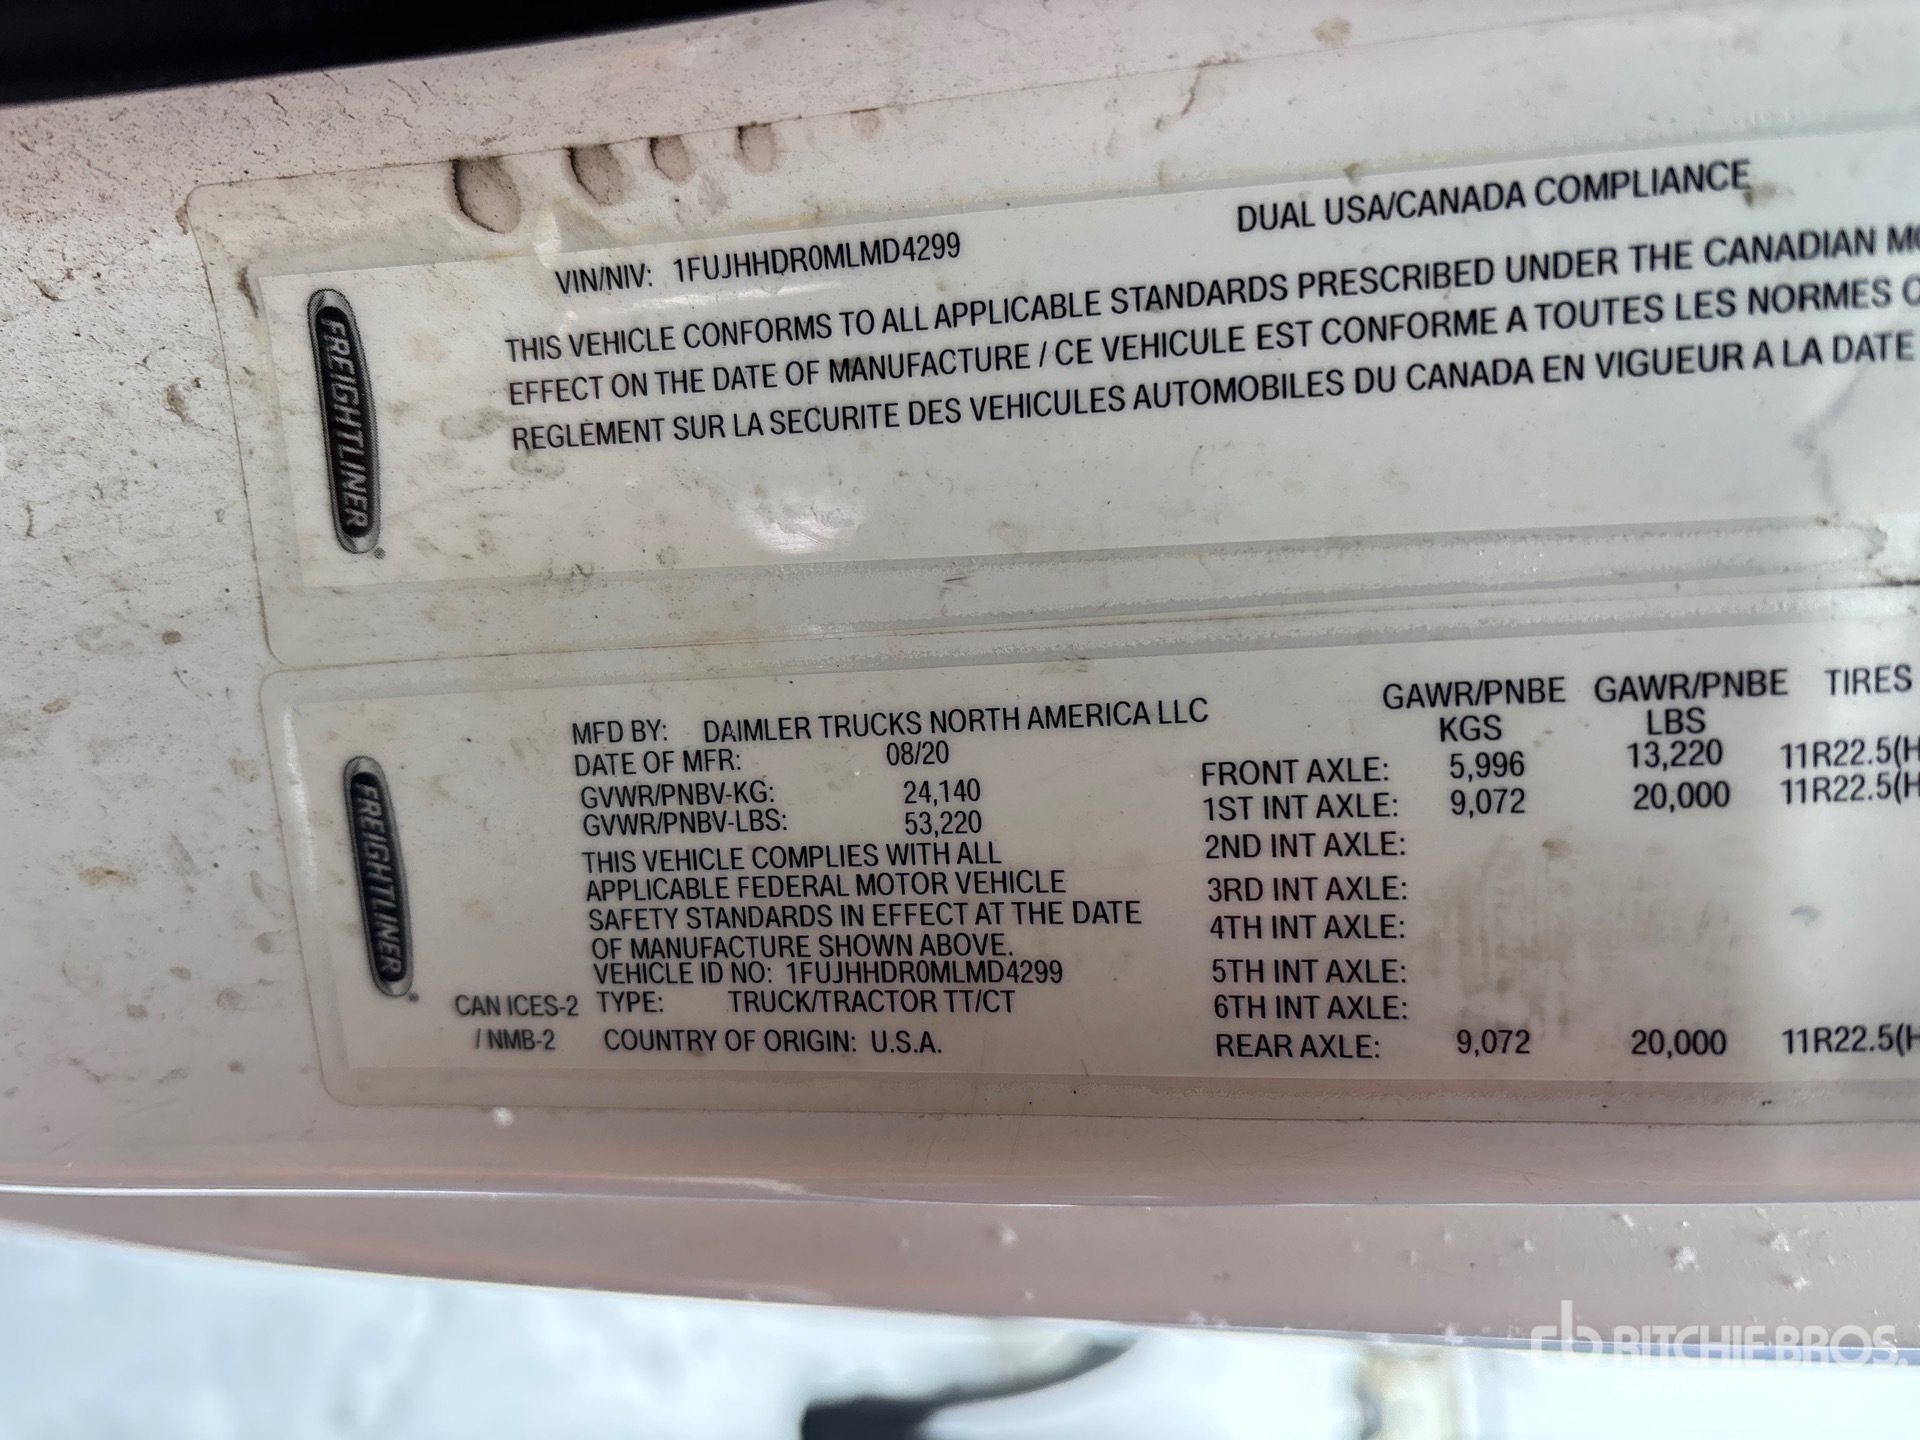 DUAL USA/CANADA COMPLIANCE
VIN/NIV: 1FUJHHDR0MLMD4299
THIS VEHICLE CONFORMS TO ALL APPLICABLE STANDARDS PRESCRIBED UNDER THE CANADIAN
EFFECT ON THE DATE OF MANUFACTURE / CE VEHICULE EST CONFORME A TOUTES LES NORMES
REGLEMENT SUR LA SECURITE DES VEHICULES AUTOMOBILES DU CANADA EN VIGUEUR A LA DATE
FREIGHTLINER®
FREIGHTLINER®
MFD BY: DAIMLER TRUCKS NORTH AMERICA LLC
DATE OF MFR: 08/20
GVWR/PNBV-KG: 24,140
GVWR/PNBV-LBS: 53,220
THIS VEHICLE COMPLIES WITH ALL
APPLICABLE FEDERAL MOTOR VEHICLE
SAFETY STANDARDS IN EFFECT AT THE DATE
OF MANUFACTURE SHOWN ABOVE.
VEHICLE ID NO: 1FUJHHDR0MLMD4299
CAN ICES-2 TYPE: TRUCK/TRACTOR TT/CT
/ NMB-2 COUNTRY OF ORIGIN: U.S.A.
GAWR/PNBE GAWR/PNBE TIRES
KGS LBS
FRONT AXLE: 5,996 13,220 11R22.5(H
1ST INT AXLE: 9,072 20,000 11R22.5(H
2ND INT AXLE:
3RD INT AXLE:
4TH INT AXLE:
5TH INT AXLE:
6TH INT AXLE:
REAR AXLE: 9,072 20,000 11R22.5(H
rb RITCHIE BROS.